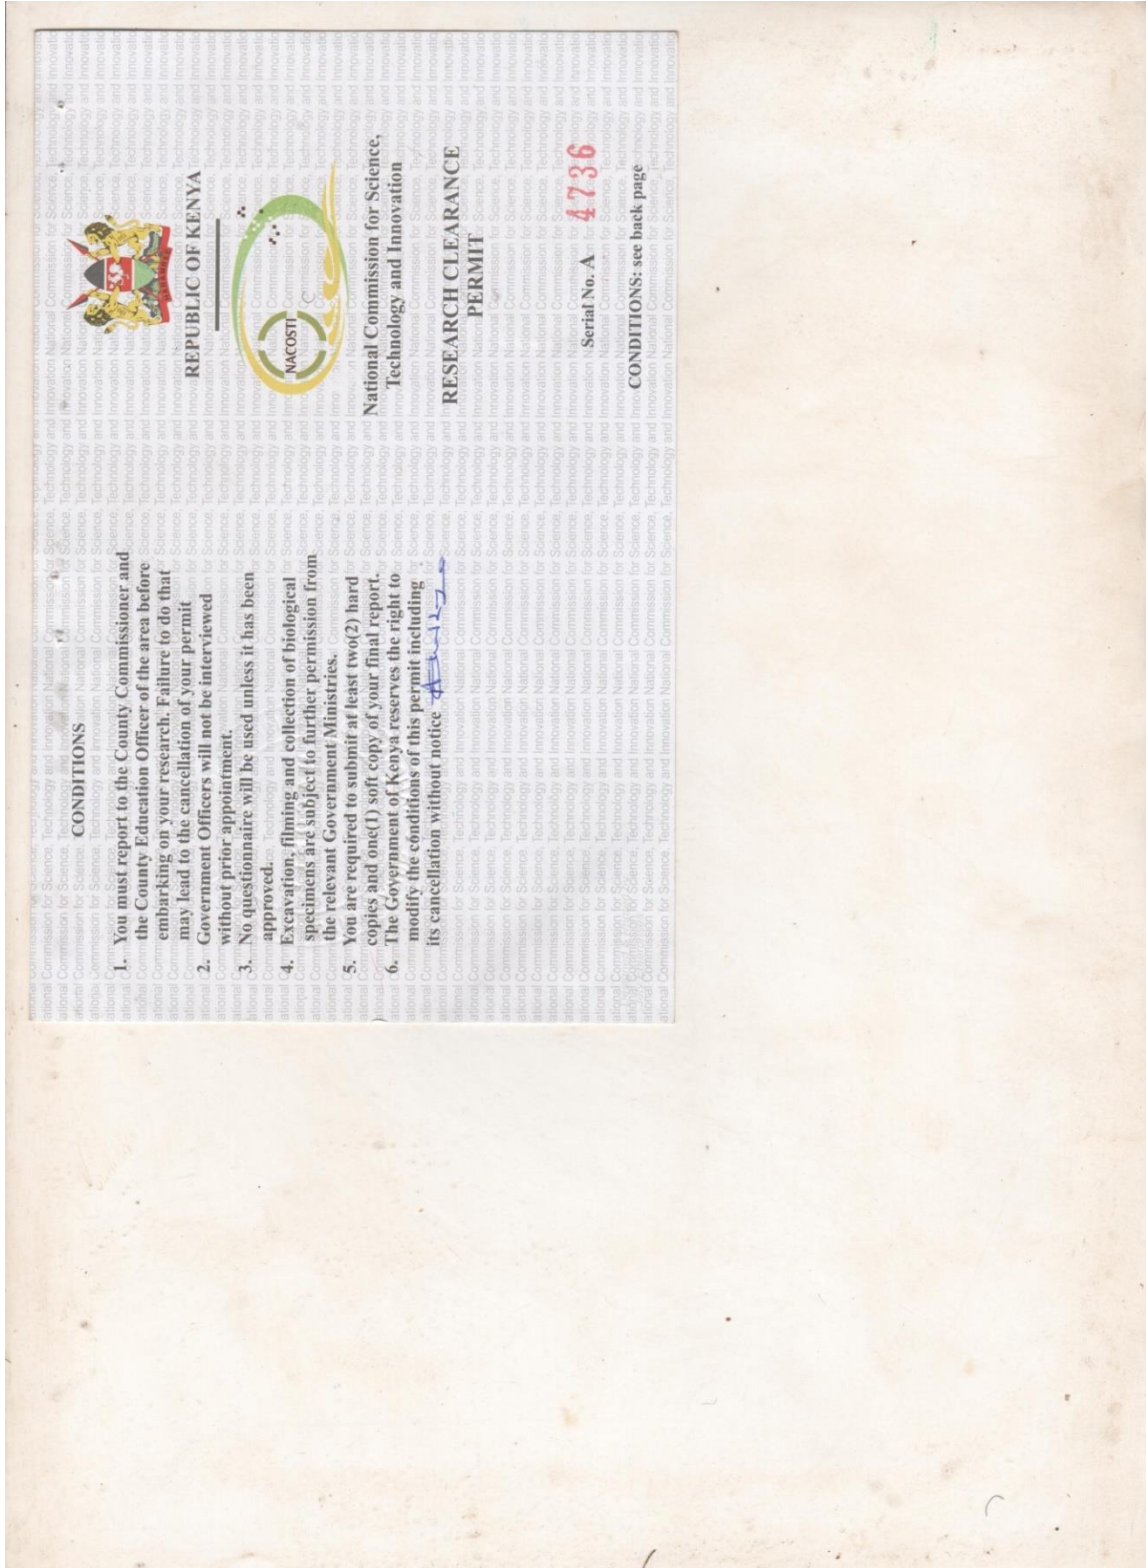 CONDITIONS
1. You must report to the County Commissioner and
the County Education Officer of the area before
embarking on your research. Failure to do that
may lead to the cancellation of your permit
2. Government Officers will not be interviewed
without prior appointment.
3. No questionnaire will be used unless it has been
approved.
4. Excavation, filming and collection of biological
specimens are subject to further permission from
the relevant Government Ministries.
5. You are required to submit at least two(2) hard
copies and one(1) soft copy of your final report.
6. The Government of Kenya reserves the right to
modify the conditions of this permit including
its cancellation without notice
REPUBLIC OF KENYA
NACOSTI
National Commission for Science,
Technology and Innovation
RESEARCH CLEARANCE
PERMIT
Serial No. A 4736
CONDITIONS: see back page